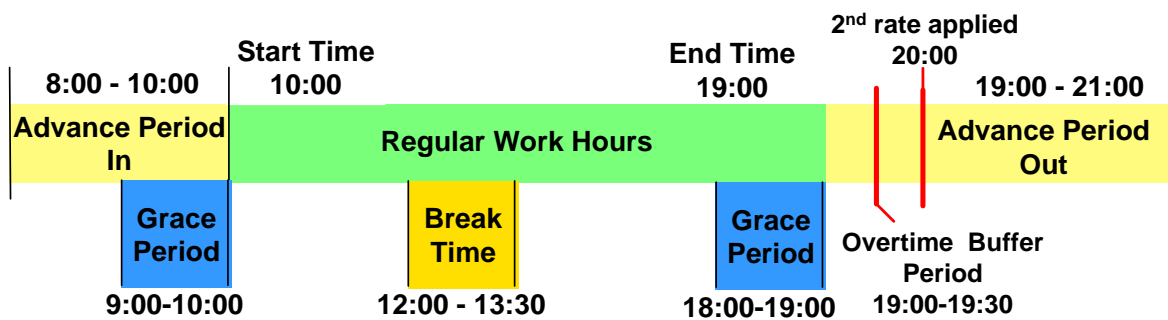 2nd rate applied
20:00
Start Time
10:00
End Time
19:00
8:00 - 10:00
19:00 - 21:00
Advance Period
In
Regular Work Hours
Advance Period
Out
Grace
Period
9:00-10:00
Break
Time
12:00 - 13:30
Grace
Period
18:00-19:00
Overtime Buffer
Period
19:00-19:30